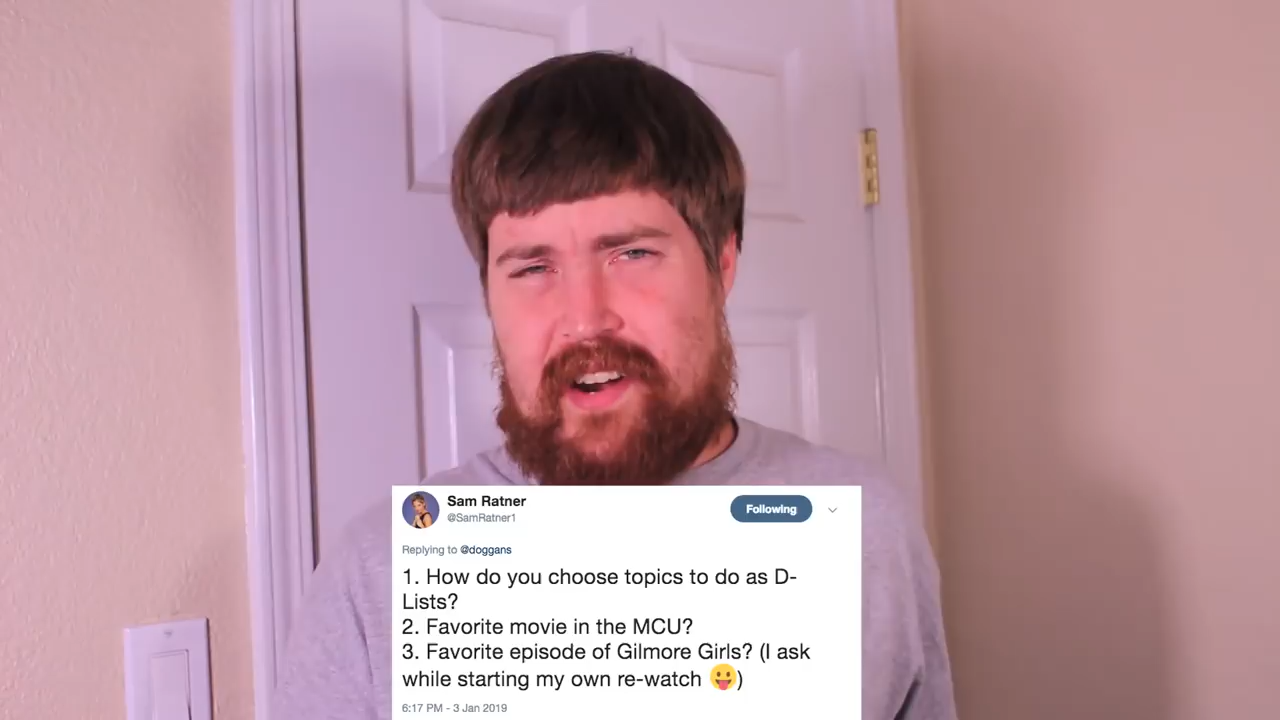 Sam Ratner
@SamRatner1
Following
Replying to @doggans
1. How do you choose topics to do as D-
Lists?
2. Favorite movie in the MCU?
3. Favorite episode of Gilmore Girls? (I ask
while starting my own re-watch 😛)
6:17 PM - 3 Jan 2019